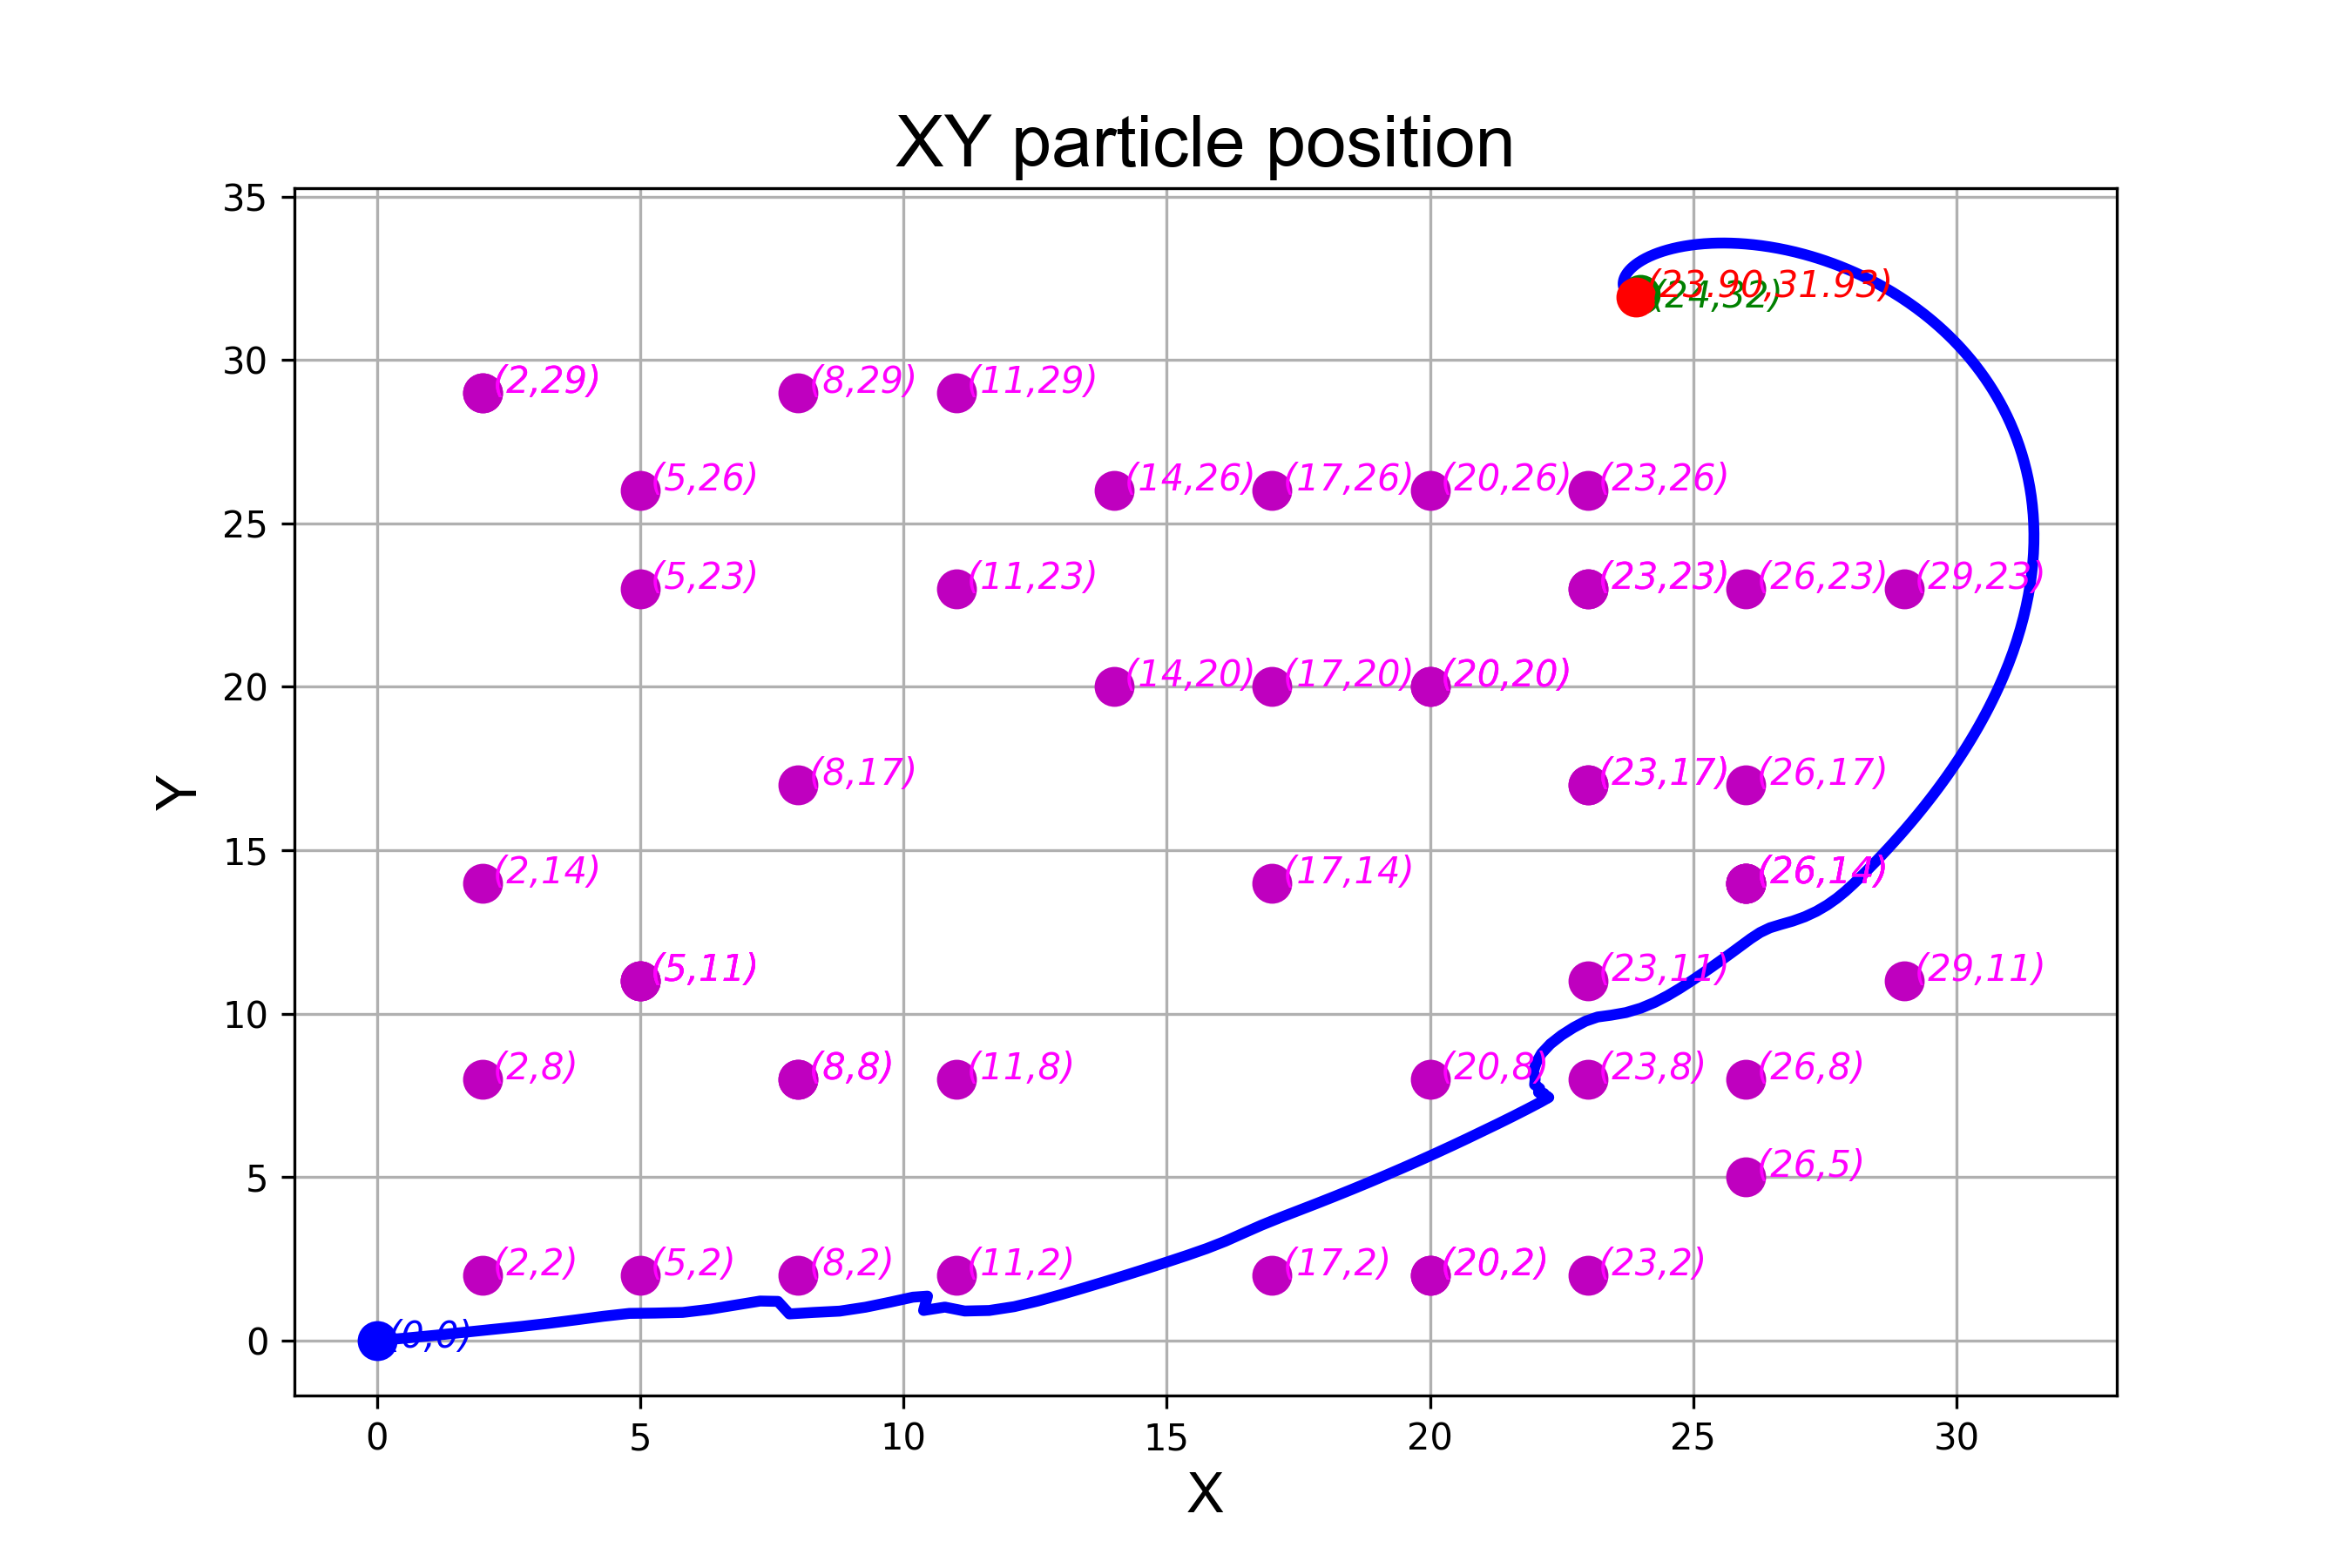 XY particle position
35
(23.90,31.93)
(24,32)
30
(2,29) (8,29) (11,29)
(5,26) (14,26) (17,26) (20,26) (23,26)
25
(5,23) (11,23) (23,23) (26,23) (29,23)
20
(14,20) (17,20) (20,20)
(8,17) (23,17) (26,17)
Y
15
(2,14) (17,14) (26,14)
(5,11) (23,11) (29,11)
10
(2,8) (8,8) (11,8) (20,8) (23,8) (26,8)
5
(26,5)
(2,2) (5,2) (8,2) (11,2) (17,2) (20,2) (23,2)
0
(0,0)
0 5 10 15 20 25 30
X